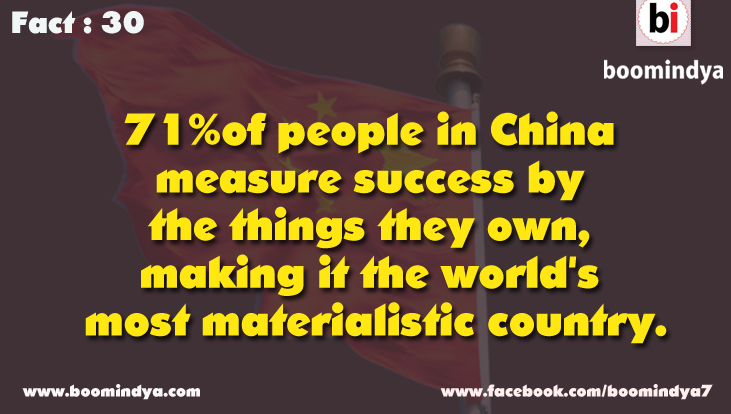 Fact : 30
bi
boomindya
71%of people in China
measure success by
the things they own,
making it the world's
most materialistic country.
www.boomindya.com
www.facebook.com/boomindya7